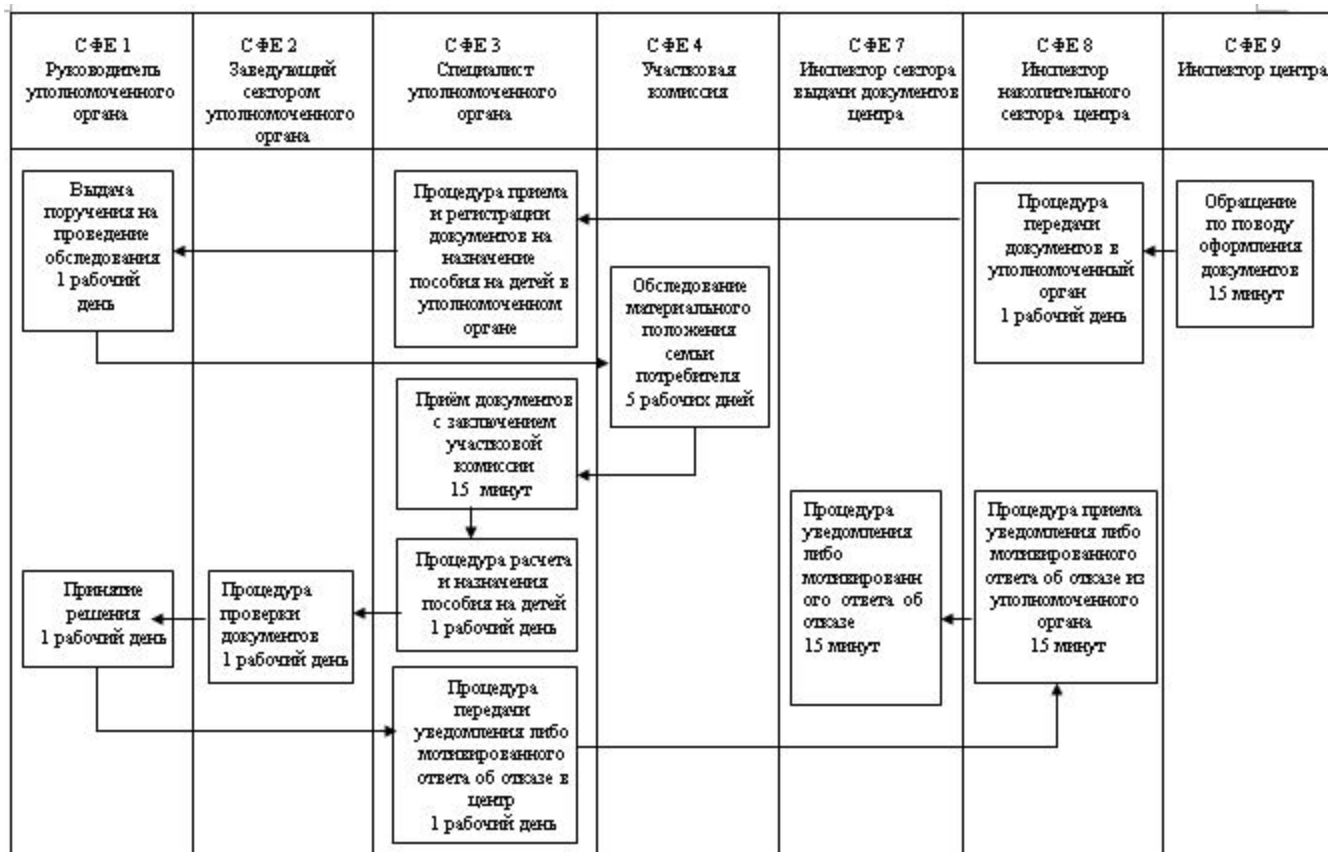 СФЕ 1
Руководитель
уполномоченного
органа
СФЕ 2
Заведующий
сектором
уполномоченного
органа
СФЕ 3
Специалист
уполномоченного
органа
СФЕ 4
Участковая
комиссия
СФЕ 7
Инспектор сектора
выдачи документов
центра
СФЕ 8
Инспектор
накопительного
сектора центра
СФЕ 9
Инспектор центра
Выдача
поручения на
проведение
обследования
1 рабочий
день
Процедура приема
и регистрации
документов на
назначение
пособия на детей в
уполномоченном
органе
Обследование
материального
положения
семьи
потребителя
5 рабочих дней
Процедура
передачи
документов в
уполномоченный
орган
1 рабочий день
Обращение
по поводу
оформления
документов
15 минут
Приём документов
с заключением
участковой
комиссии
15 минут
Процедура расчета
и назначения
пособия на детей
1 рабочий день
Процедура
проверки
документов
1 рабочий день
Принятие
решения
1 рабочий день
Процедура
передачи
уведомления либо
мотивированного
ответа об отказе в
центр
1 рабочий день
Процедура
уведомления
либо
мотивированн
ого ответа об
отказе
15 минут
Процедура приема
уведомления либо
мотивированного
ответа об отказе из
уполномоченного
органа
15 минут